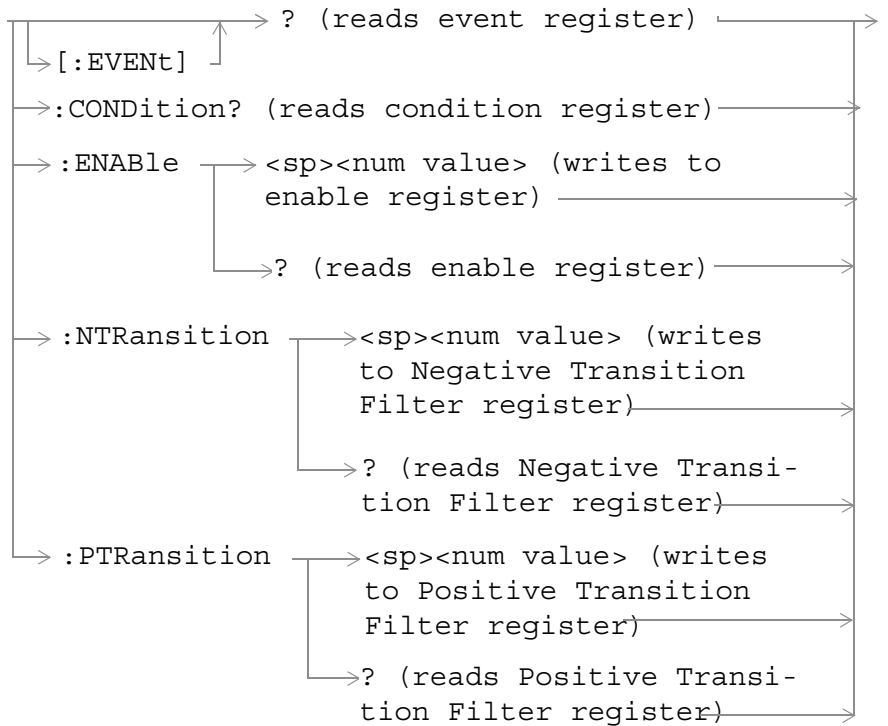 ? (reads event register)
[:EVENt]
:CONDition? (reads condition register)
:ENABle
<sp><num value> (writes to
enable register)
? (reads enable register)
:NTRansition
<sp><num value> (writes
to Negative Transition
Filter register)
? (reads Negative Transi-
tion Filter register)
:PTRansition
<sp><num value> (writes
to Positive Transition
Filter register)
? (reads Positive Transi-
tion Filter register)